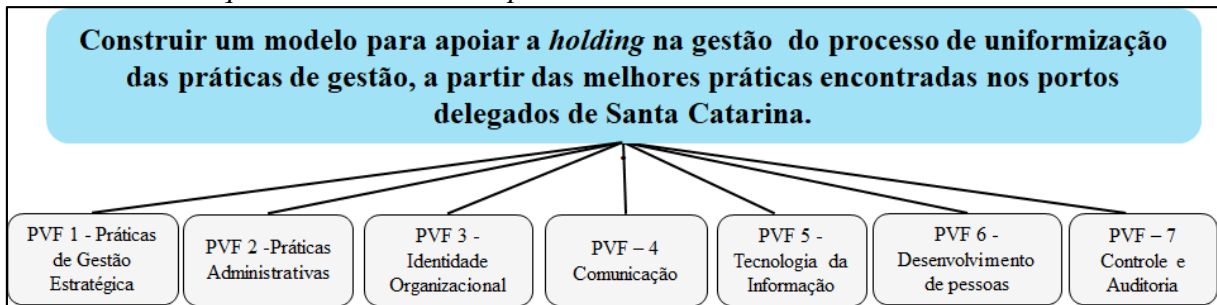 Construir um modelo para apoiar a holding na gestão do processo de uniformização
das práticas de gestão, a partir das melhores práticas encontradas nos portos
delegados de Santa Catarina.
PVF 1 - Práticas
de Gestão
Estratégica
PVF 2 -Práticas
Administrativas
PVF 3 -
Identidade
Organizacional
PVF – 4
Comunicação
PVF 5 -
Tecnologia da
Informação
PVF 6 -
Desenvolvimento
de pessoas
PVF – 7
Controle e
Auditoria